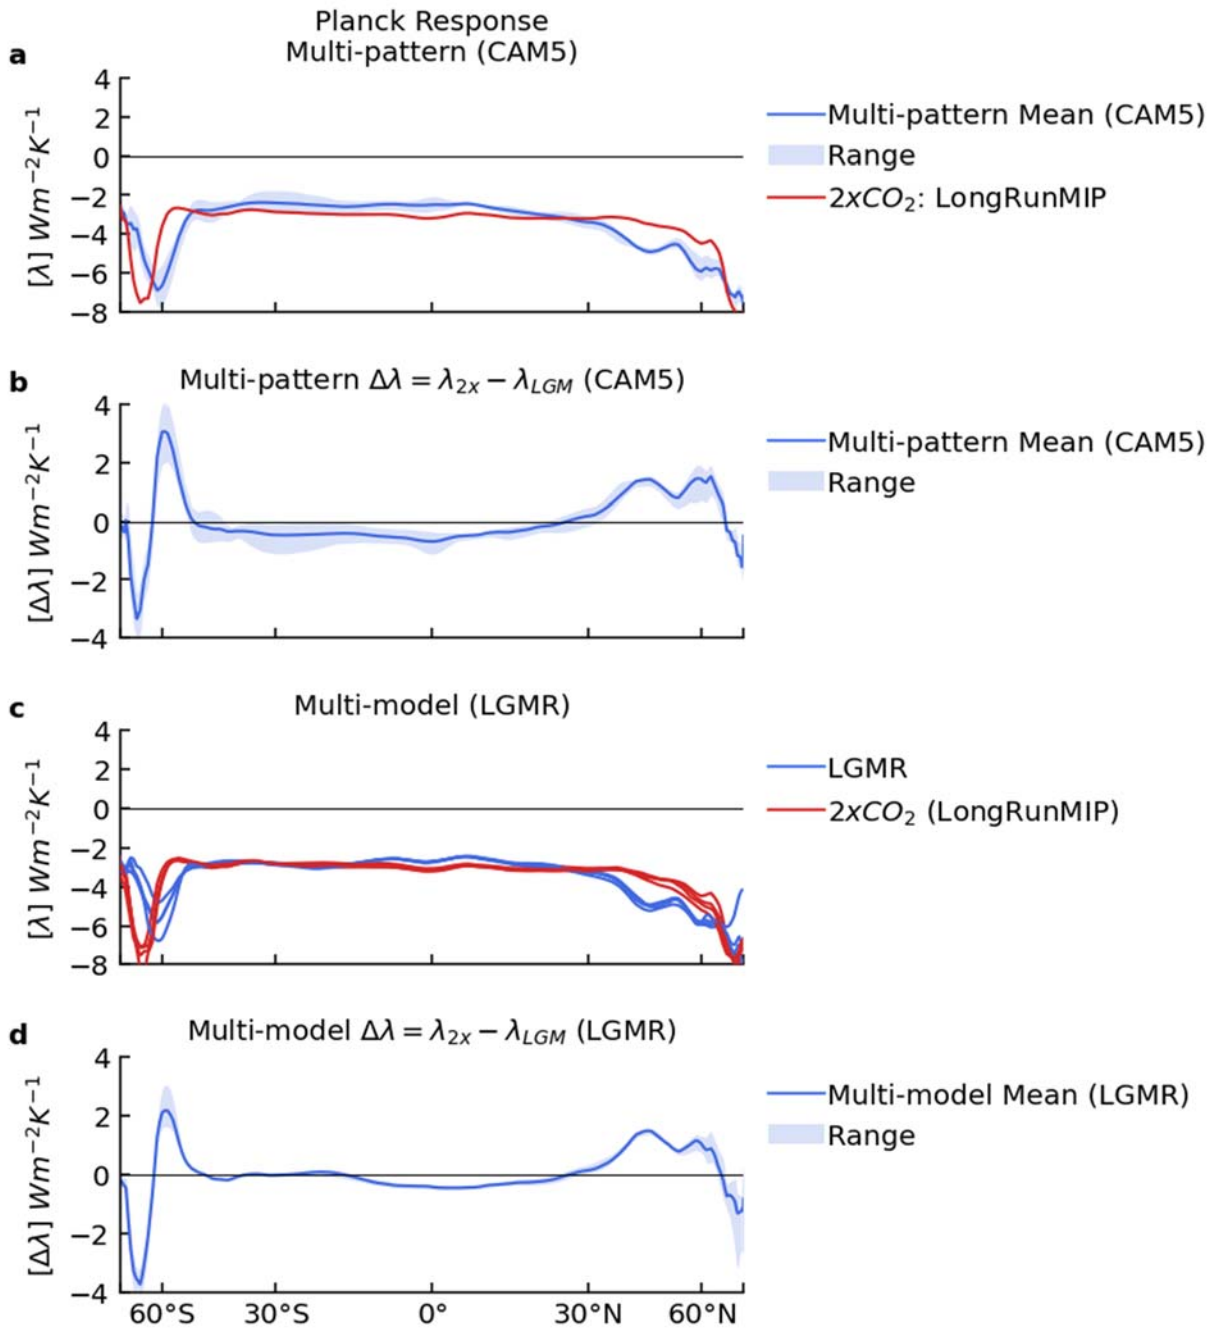 Planck Response
Multi-pattern (CAM5)
a
4
2
0
−2
−4
−6
−8
[λ] Wm⁻²K⁻¹
Multi-pattern Mean (CAM5)
Range
2xCO₂: LongRunMIP
b
Multi-pattern Δλ = λ₂ₓ − λ_LGM (CAM5)
4
2
0
−2
−4
[Δλ] Wm⁻²K⁻¹
Multi-pattern Mean (CAM5)
Range
c
Multi-model (LGMR)
4
2
0
−2
−4
−6
−8
[λ] Wm⁻²K⁻¹
LGMR
2xCO₂ (LongRunMIP)
d
Multi-model Δλ = λ₂ₓ − λ_LGM (LGMR)
4
2
0
−2
−4
[Δλ] Wm⁻²K⁻¹
Multi-model Mean (LGMR)
Range
60°S 30°S 0° 30°N 60°N